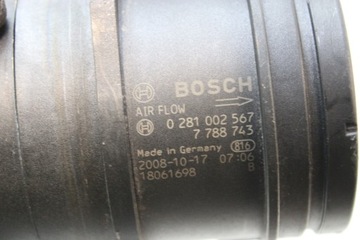 BOSCH
AIR FLOW
0 281 002 567
7 788 743
Made in Germany 816
2008-10-17 07:06
18061698 B